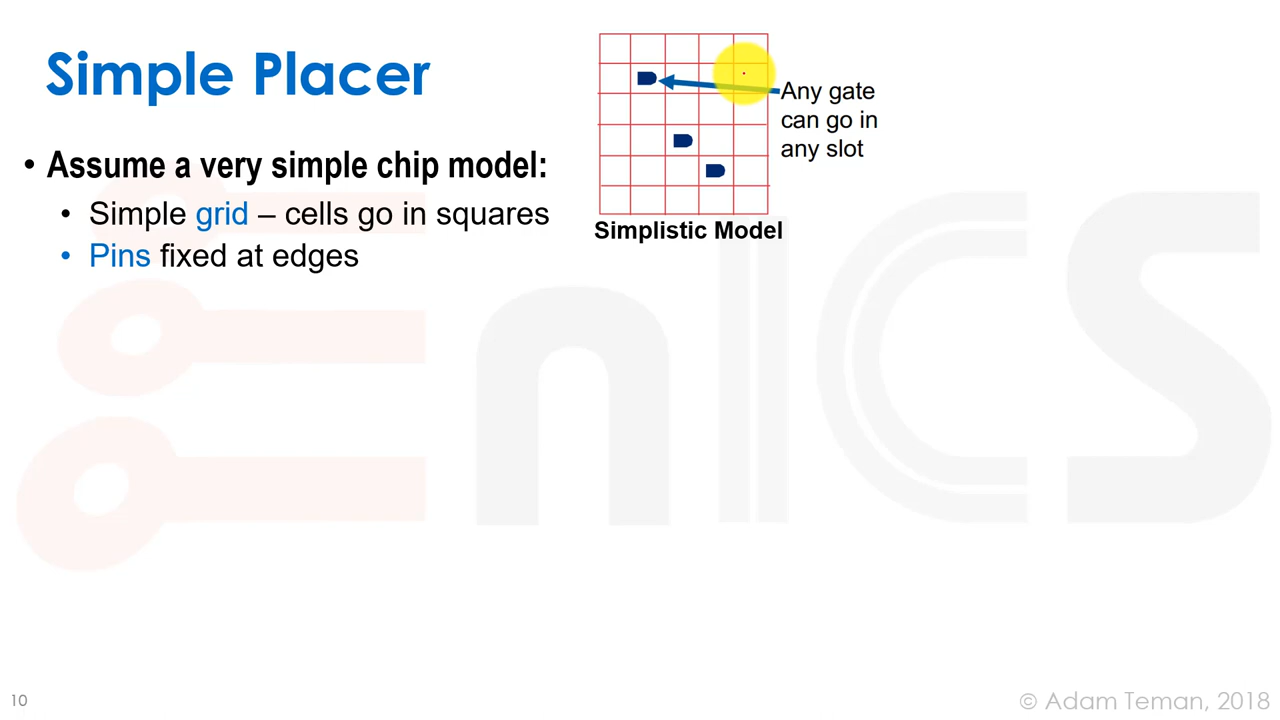 Simple Placer
• Assume a very simple chip model:
• Simple grid – cells go in squares
• Pins fixed at edges
Any gate
can go in
any slot
Simplistic Model
enICS
10
© Adam Teman, 2018